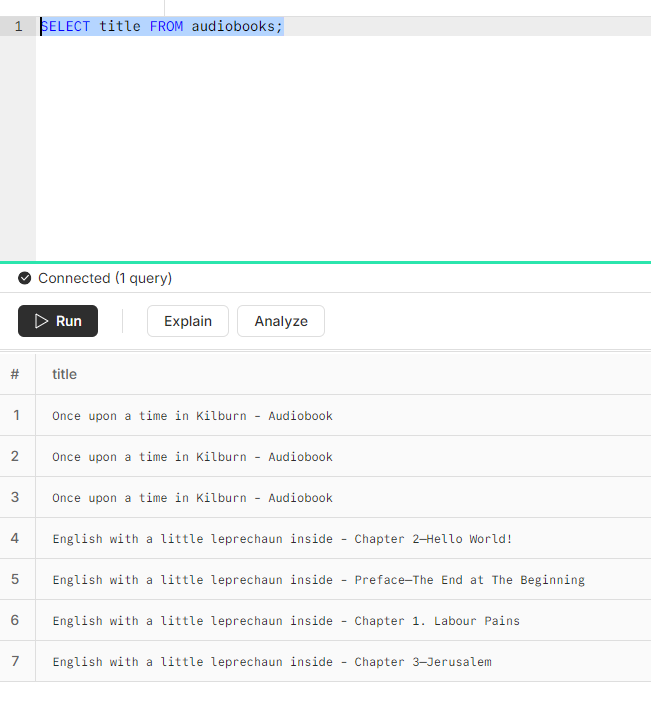 1 SELECT title FROM audiobooks;
Connected (1 query)
Run Explain Analyze
# title
1 Once upon a time in Kilburn - Audiobook
2 Once upon a time in Kilburn - Audiobook
3 Once upon a time in Kilburn - Audiobook
4 English with a little leprechaun inside - Chapter 2—Hello World!
5 English with a little leprechaun inside - Preface—The End at The Beginning
6 English with a little leprechaun inside - Chapter 1. Labour Pains
7 English with a little leprechaun inside - Chapter 3—Jerusalem